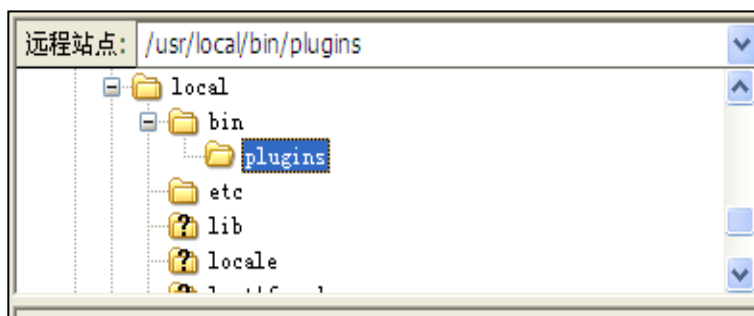 远程站点: /usr/local/bin/plugins
local
bin
plugins
etc
lib
locale